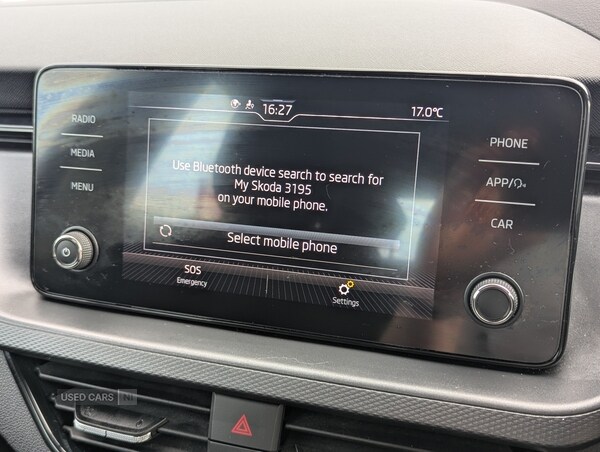 16:27
17.0°C
RADIO
MEDIA
MENU
PHONE
APP/
CAR
Use Bluetooth device search to search for
My Skoda 3195
on your mobile phone.
Select mobile phone
SOS
Emergency
Settings
USED CARS NI